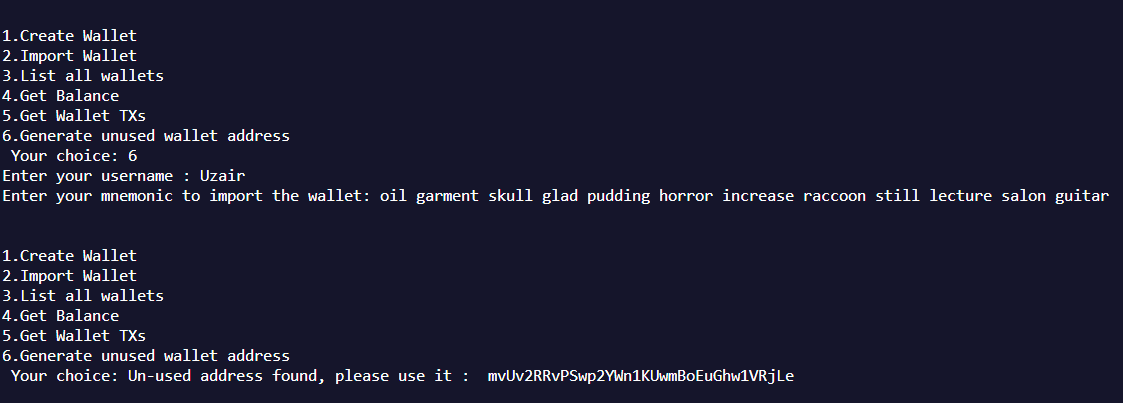 1.Create Wallet
2.Import Wallet
3.List all wallets
4.Get Balance
5.Get Wallet TXs
6.Generate unused wallet address
Your choice: 6
Enter your username : Uzair
Enter your mnemonic to import the wallet: oil garment skull glad pudding horror increase raccoon still lecture salon guitar
1.Create Wallet
2.Import Wallet
3.List all wallets
4.Get Balance
5.Get Wallet TXs
6.Generate unused wallet address
Your choice: Un-used address found, please use it :  mvUv2RRvPSwp2YWn1KUwmBoEuGhw1VRjLe